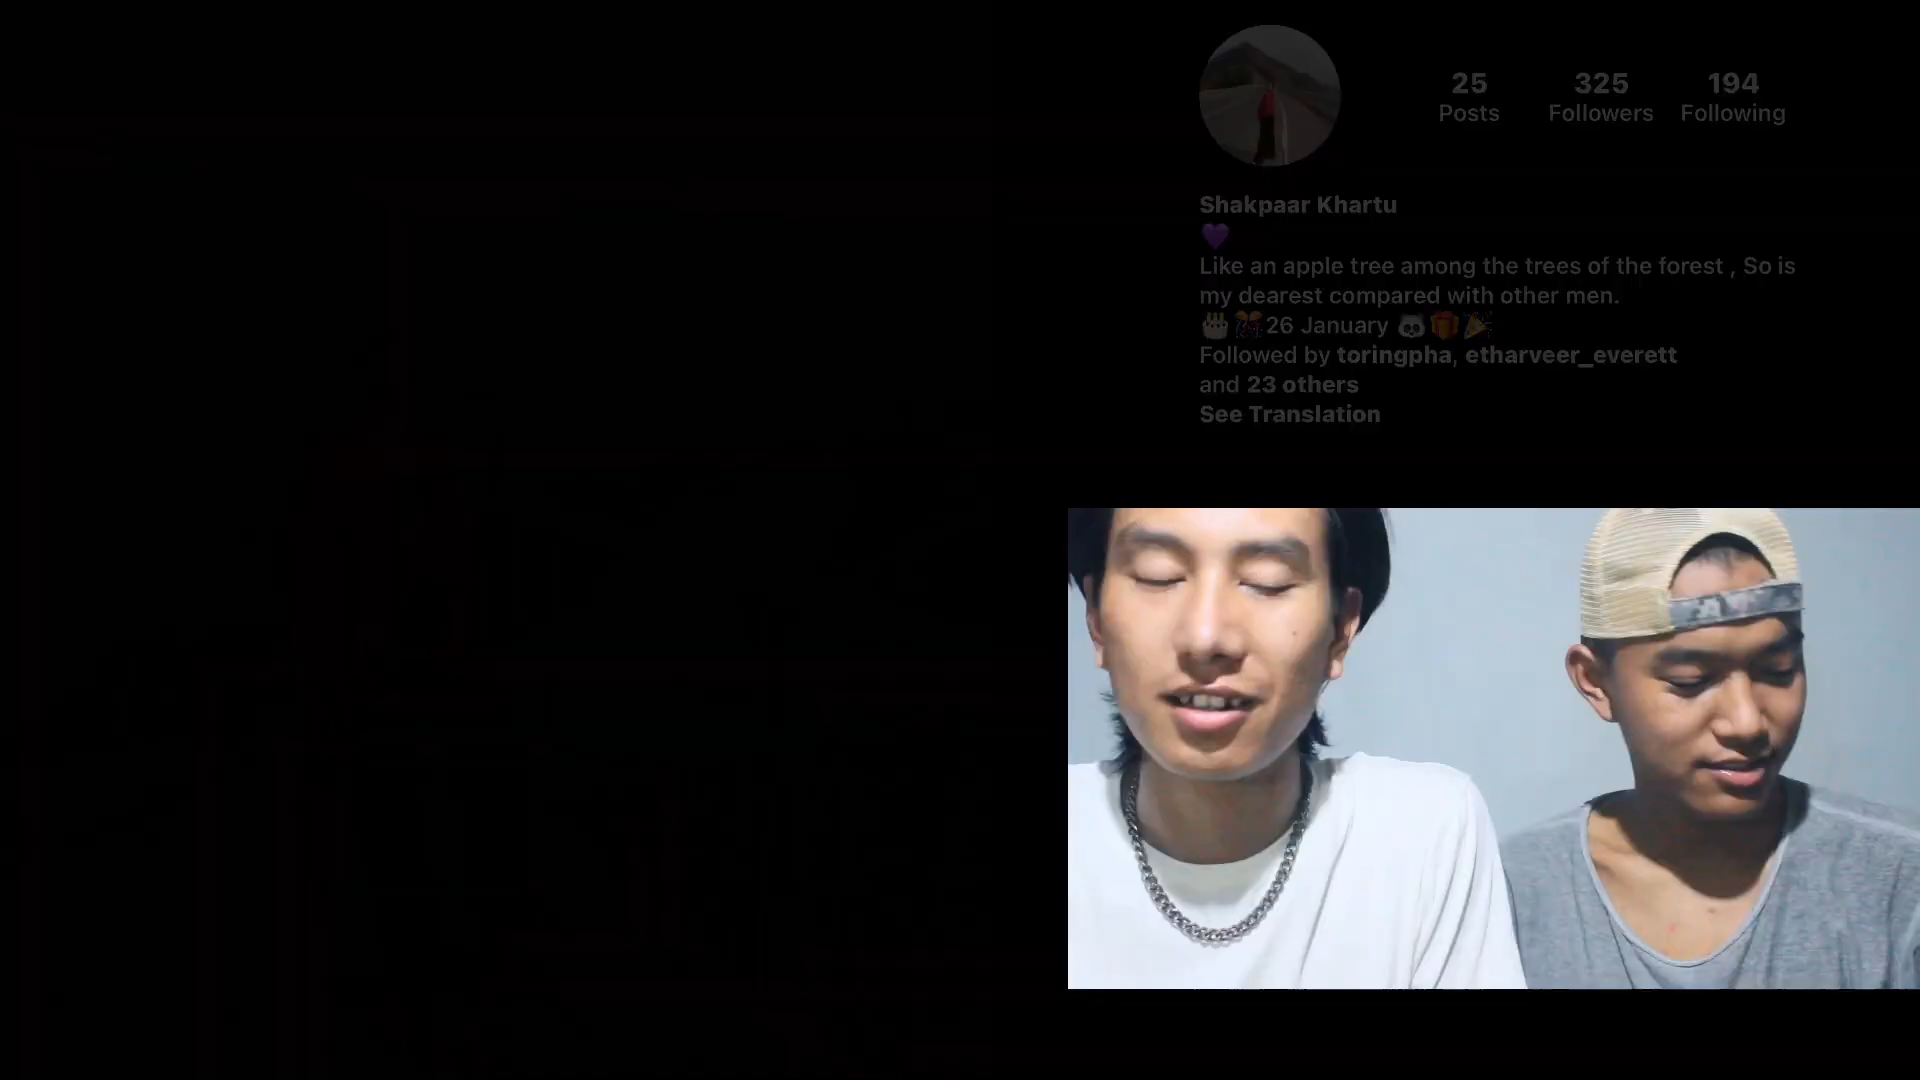 25 325 194
Posts Followers Following
Shakpaar Khartu
💜
Like an apple tree among the trees of the forest , So is
my dearest compared with other men.
🎂🎊26 January 🐼🎁🎉
Followed by toringpha, etharveer_everett
and 23 others
See Translation